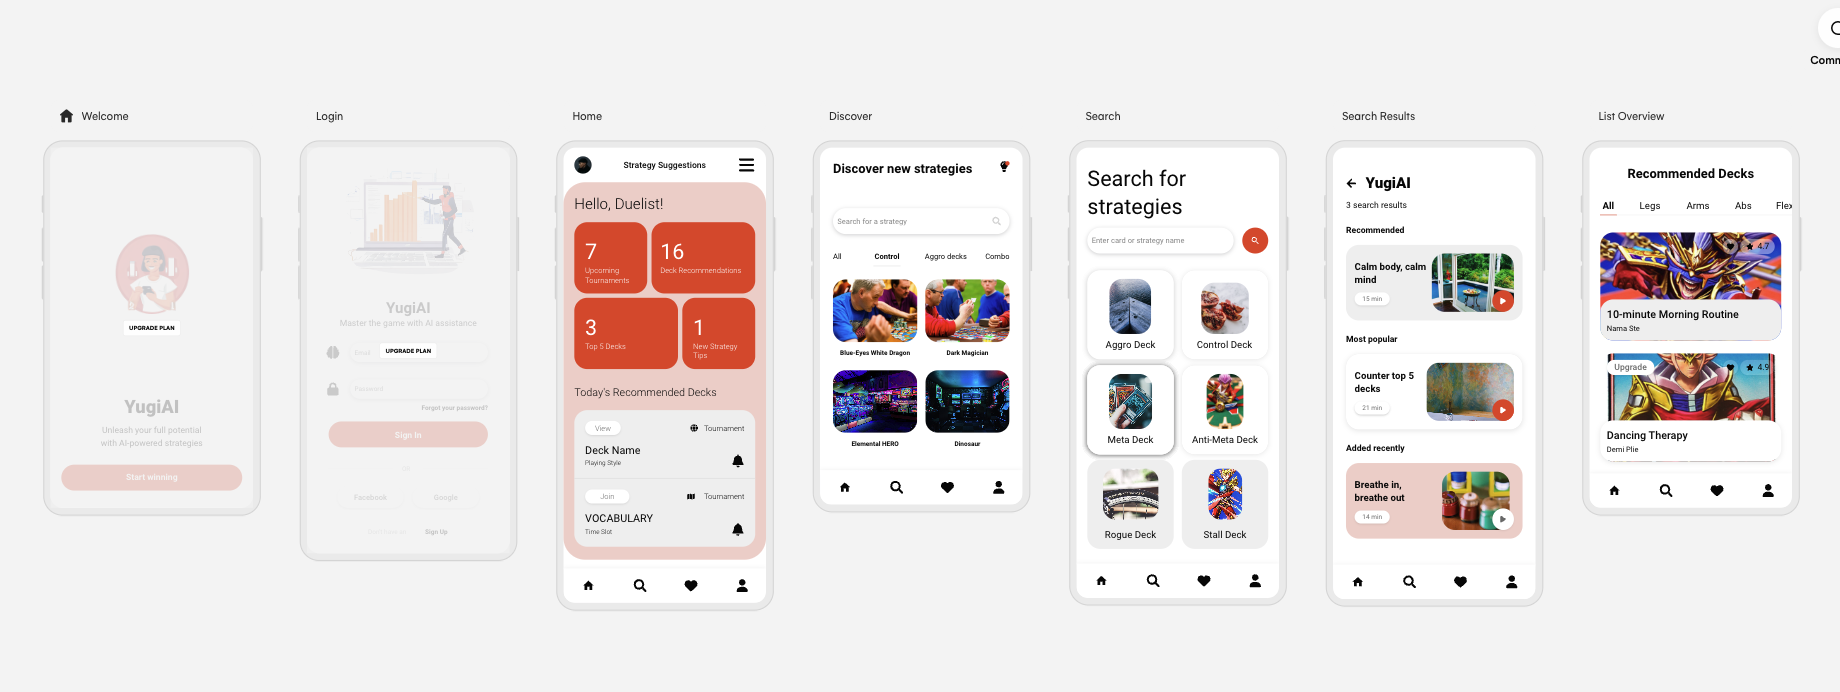 Comm
Welcome
Login
Home
Discover
Search
Search Results
List Overview
UPGRADE PLAN
YugiAI
Unleash your full potential
with AI-powered strategies
Start winning
YugiAI
Master the game with AI assistance
Email
UPGRADE PLAN
Password
Forgot your password?
Sign In
Facebook
Google
Sign Up
Strategy Suggestions
Hello, Duelist!
7
Upcoming
Tournaments
16
Deck Recommendations
3
Top 5 Decks
1
New Strategy
Tips
Today's Recommended Decks
View
Tournament
Deck Name
Playing Style
Join
Tournament
VOCABULARY
Time Slot
Discover new strategies
Search for a strategy
All
Control
Aggro decks
Combo
Blue-Eyes White Dragon
Dark Magician
Elemental HERO
Dinosaur
Search for
strategies
Enter card or strategy name
Aggro Deck
Control Deck
Meta Deck
Anti-Meta Deck
Rogue Deck
Stall Deck
YugiAI
3 search results
Recommended
Calm body, calm
mind
15 min
Most popular
Counter top 5
decks
21 min
Added recently
Breathe in,
breathe out
14 min
Recommended Decks
All
Legs
Arms
Abs
Flex
4.7
10-minute Morning Routine
Nama Ste
Upgrade
4.9
Dancing Therapy
Demi Plie